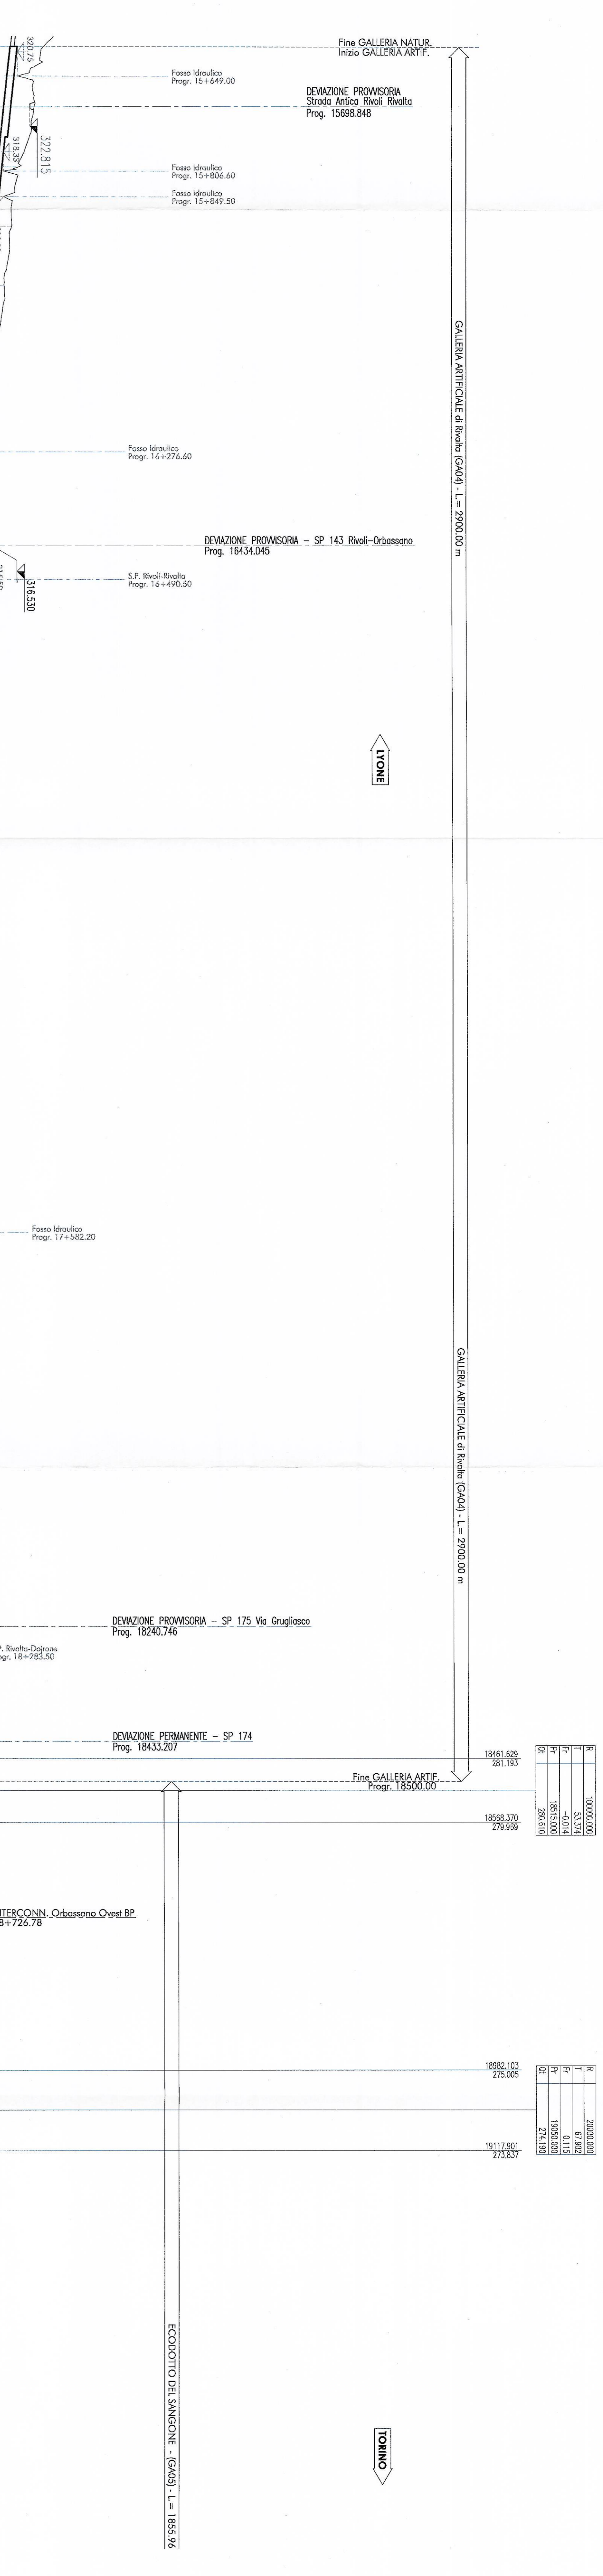 Fine GALLERIA NATUR.
Inizio GALLERIA ARTIF.
320.75
Fosso Idraulico
Progr. 15+649.00
DEVIAZIONE PROVVISORIA
Strada Antica Rivoli Rivalta
Prog. 15698.848
322.815
318.33
Fosso Idraulico
Progr. 15+806.60
Fosso Idraulico
Progr. 15+849.50
GALLERIA ARTIFICIALE di Rivalta (GA04) - L = 2900.00 m
Fosso Idraulico
Progr. 16+276.60
DEVIAZIONE PROVVISORIA – SP 143 Rivoli-Orbassano
Prog. 16434.045
S.P. Rivoli-Rivalta
Progr. 16+490.50
316.530
LYONE
Fosso Idraulico
Progr. 17+582.20
GALLERIA ARTIFICIALE di Rivalta (GA04) - L = 2900.00 m
DEVIAZIONE PROVVISORIA – SP 175 Via Grugliasco
Prog. 18240.746
P. Rivalta-Dojrone
ogr. 18+283.50
DEVIAZIONE PERMANENTE – SP 174
Prog. 18433.207
18461.629
281.193
Fine GALLERIA ARTIF.
Progr. 18500.00
R 100000.000
T 53.374
Fr -0.014
Pr 18515.000
Qt 280.610
18568.370
279.969
NTERCONN. Orbassano Ovest BP
8+726.78
18982.103
275.005
R 20000.000
T 67.902
Fr 0.115
Pr 19050.000
Qt 274.190
19117.901
273.837
ECODOTTO DEL SANGONE - (GA05) - L = 1855.96
TORINO